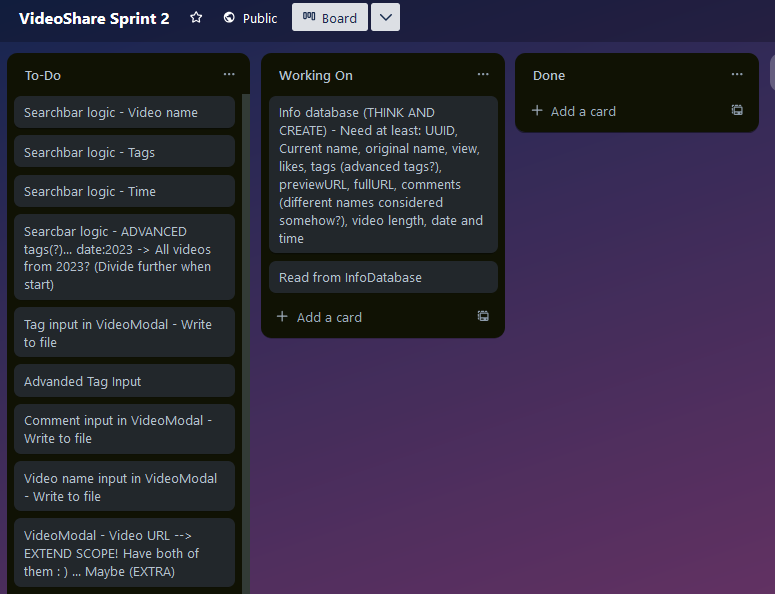 VideoShare Sprint 2 Public Board
To-Do
Searchbar logic - Video name
Searchbar logic - Tags
Searchbar logic - Time
Searcbar logic - ADVANCED
tags(?)... date:2023 -> All videos
from 2023? (Divide further when
start)
Tag input in VideoModal - Write
to file
Advanded Tag Input
Comment input in VideoModal -
Write to file
Video name input in VideoModal
- Write to file
VideoModal - Video URL -->
EXTEND SCOPE! Have both of
them : ) ... Maybe (EXTRA)
Working On
Info database (THINK AND
CREATE) - Need at least: UUID,
Current name, original name, view,
likes, tags (advanced tags?),
previewURL, fullURL, comments
(different names considered
somehow?), video length, date and
time
Read from InfoDatabase
+ Add a card
Done
+ Add a card